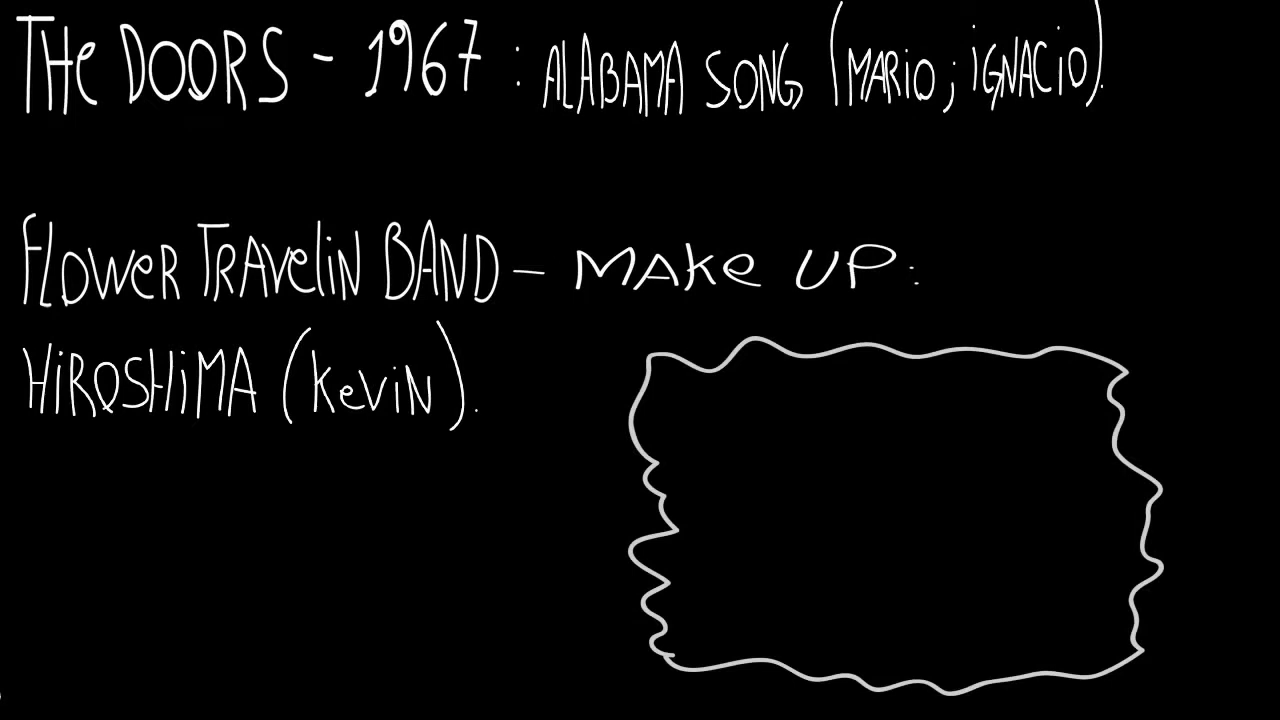 THe DOORS - 1967 : ALABAMA SONG (MARiO ; iGNACiO).
FLOWeR TRAVeliN BAND - MAKe UP :
HiROSHiMA (KeViN).